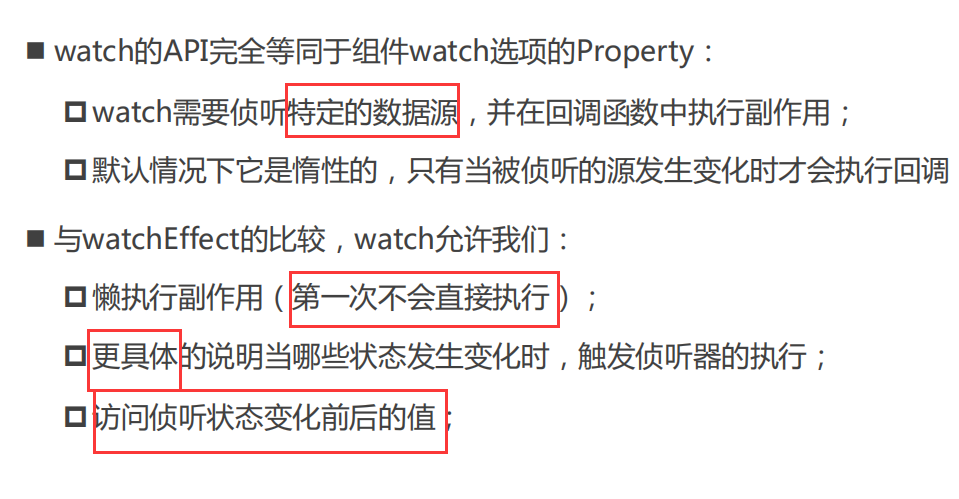 ■ watch的API完全等同于组件watch选项的Property：
❑ watch需要侦听特定的数据源，并在回调函数中执行副作用；
❑ 默认情况下它是惰性的，只有当被侦听的源发生变化时才会执行回调
■ 与watchEffect的比较，watch允许我们：
❑ 懒执行副作用（第一次不会直接执行）；
❑ 更具体的说明当哪些状态发生变化时，触发侦听器的执行；
❑ 访问侦听状态变化前后的值；